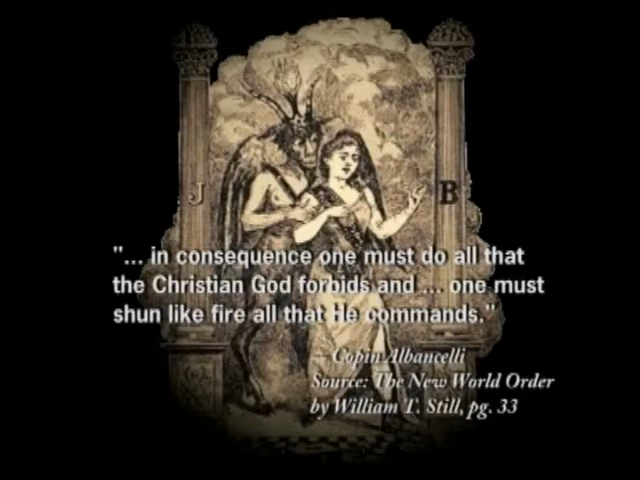 J
B
"... in consequence one must do all that
the Christian God forbids and ... one must
shun like fire all that He commands."
— Copin Albancelli
Source: The New World Order
by William T. Still, pg. 33